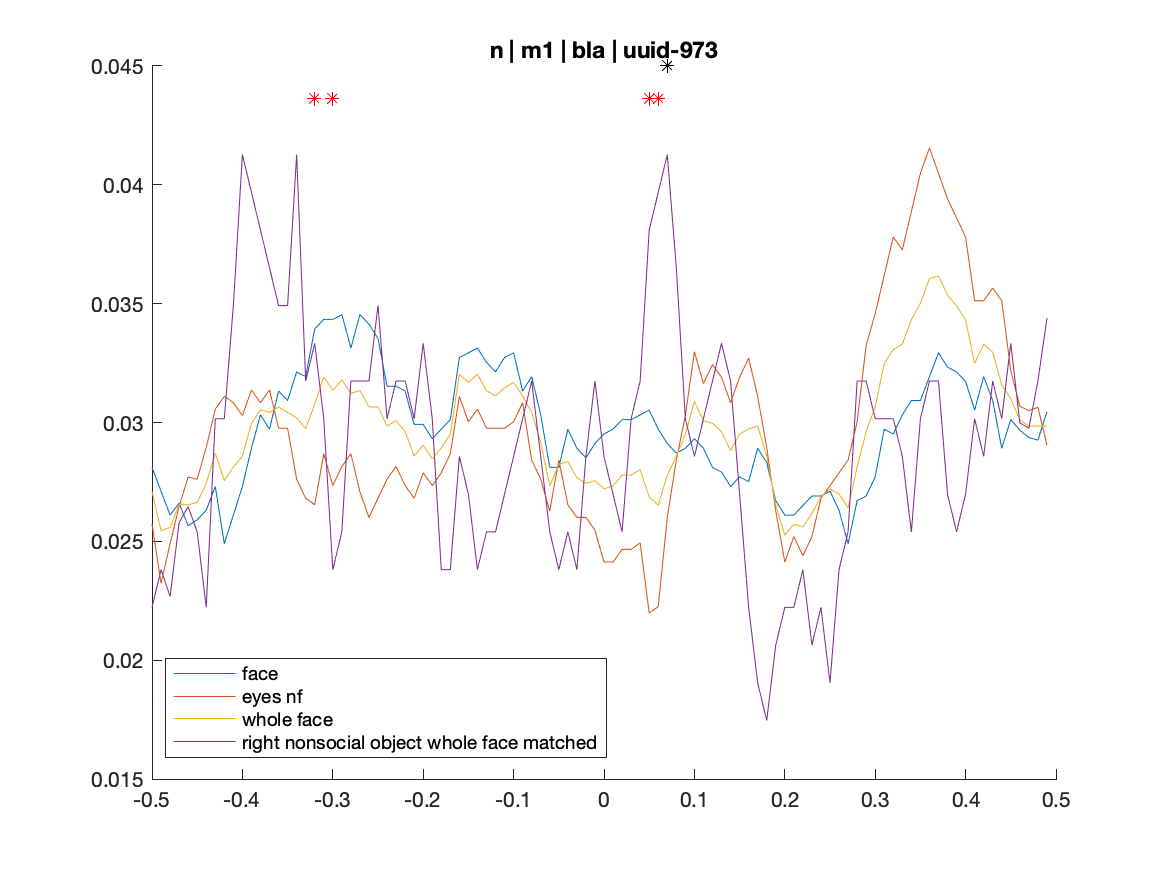 n | m1 | bla | uuid-973
0.045
0.04
0.035
0.03
0.025
0.02
0.015
face
eyes nf
whole face
right nonsocial object whole face matched
-0.5 -0.4 -0.3 -0.2 -0.1 0 0.1 0.2 0.3 0.4 0.5